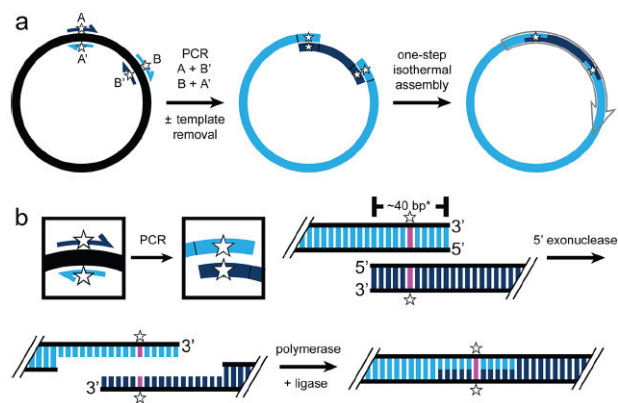 a
A
A'
B
B'
PCR
A + B'
B + A'
± template
removal
one-step
isothermal
assembly
b
PCR
~40 bp*
3'
5'
5'
3'
5' exonuclease
3'
3'
polymerase
+ ligase